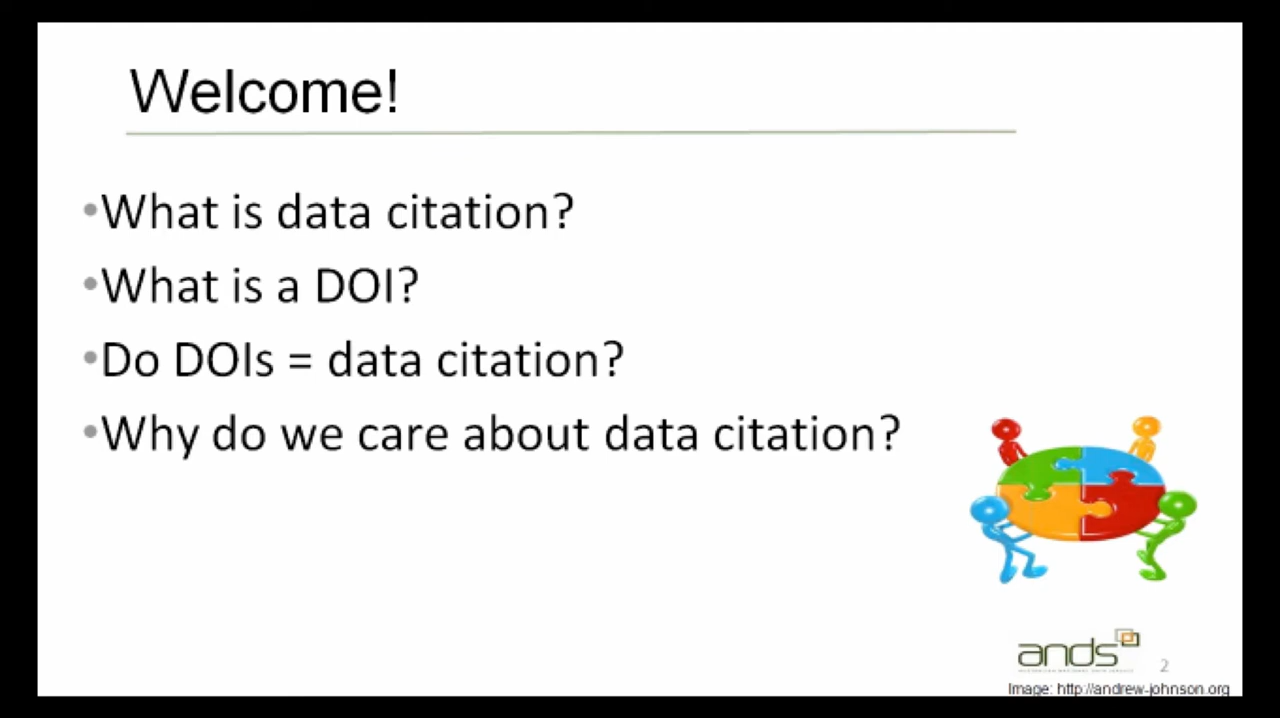 Welcome!
•What is data citation?
•What is a DOI?
•Do DOIs = data citation?
•Why do we care about data citation?
ands
2
Image: http://andrew-johnson.org